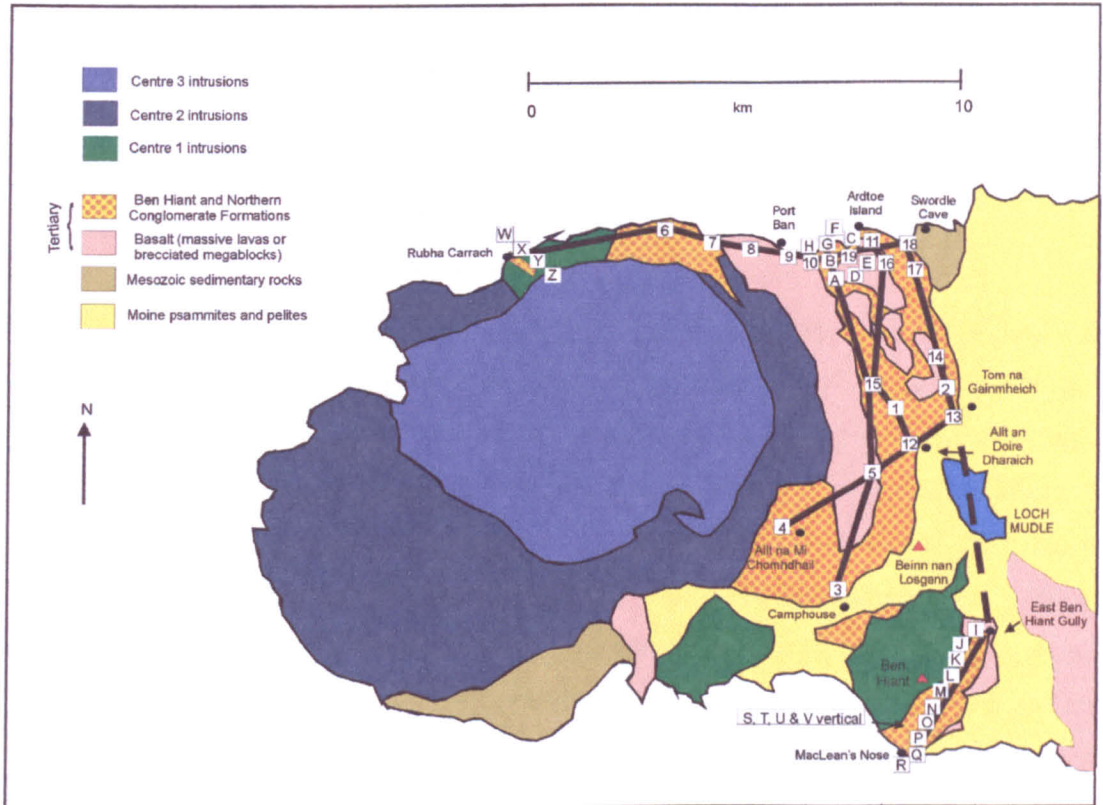 Centre 3 intrusions
Centre 2 intrusions
Centre 1 intrusions
Tertiary
Ben Hiant and Northern
Conglomerate Formations
Basalt (massive lavas or
brecciated megablocks)
Mesozoic sedimentary rocks
Moine psammites and pelites
0
km
10
N
Rubha Carrach
W
X
Y
Z
6
7
8
Port
Ban
9
Ardtoe
Island
Swordle
Cave
H
F
G
C
11
18
10
B
19
E
16
17
A
D
15
14
1
2
13
12
Tom na
Gainmheich
Allt an
Doire
Dharaich
5
4
Allt na Mi
Chomhdhail
3
Camphouse
LOCH
MUDLE
Beinn nan
Losgann
East Ben
Hiant Gully
Ben
Hiant
I
J
K
L
M
N
O
P
Q
R
S, T, U & V vertical
MacLean's Nose